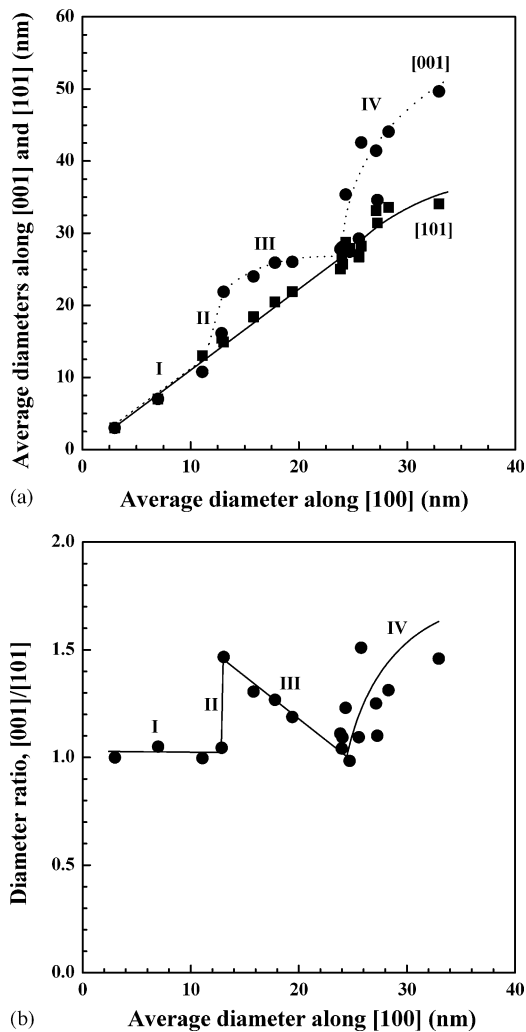 60
50
40
30
20
10
0
Average diameters along [001] and [101] (nm)
[001]
IV
III
[101]
II
I
0 10 20 30 40
(a) Average diameter along [100] (nm)
2.0
1.5
1.0
0.5
0.0
Diameter ratio, [001]/[101]
IV
III
II
I
0 10 20 30 40
(b) Average diameter along [100] (nm)